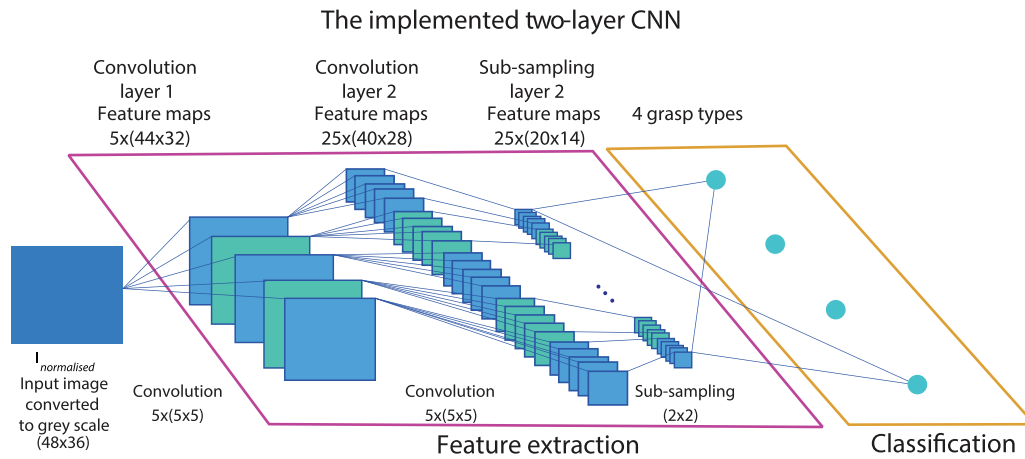 The implemented two-layer CNN
Convolution
layer 1
Feature maps
5x(44x32)
Convolution
layer 2
Feature maps
25x(40x28)
Sub-sampling
layer 2
Feature maps
25x(20x14)
4 grasp types
I normalised
Input image
converted
to grey scale
(48x36)
Convolution
5x(5x5)
Convolution
5x(5x5)
Sub-sampling
(2x2)
Feature extraction
Classification